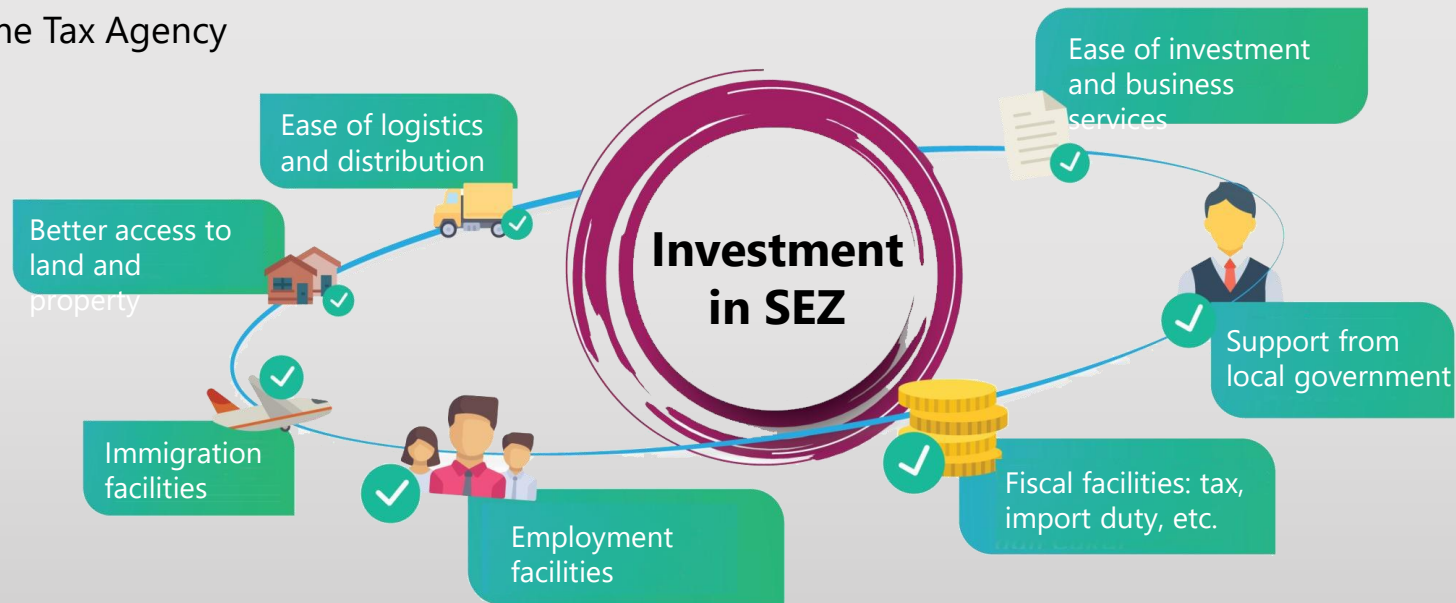 ne Tax Agency
Ease of investment
and business
services
Ease of logistics
and distribution
Better access to
land and
property
Investment
in SEZ
Support from
local government
Immigration
facilities
Fiscal facilities: tax,
import duty, etc.
Employment
facilities